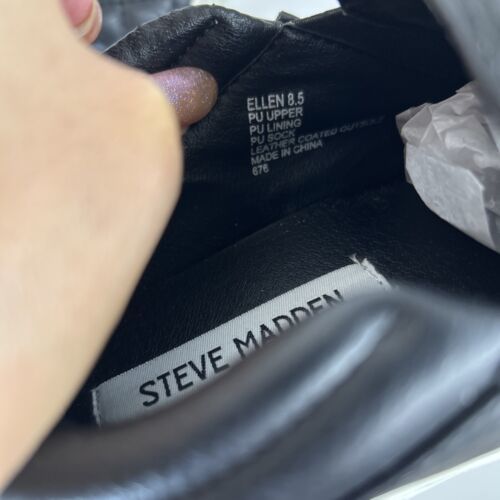 ELLEN 8.5
PU UPPER
PU LINING
PU SOCK
LEATHER COATED OUTSOLE
MADE IN CHINA
676
STEVE MADDEN